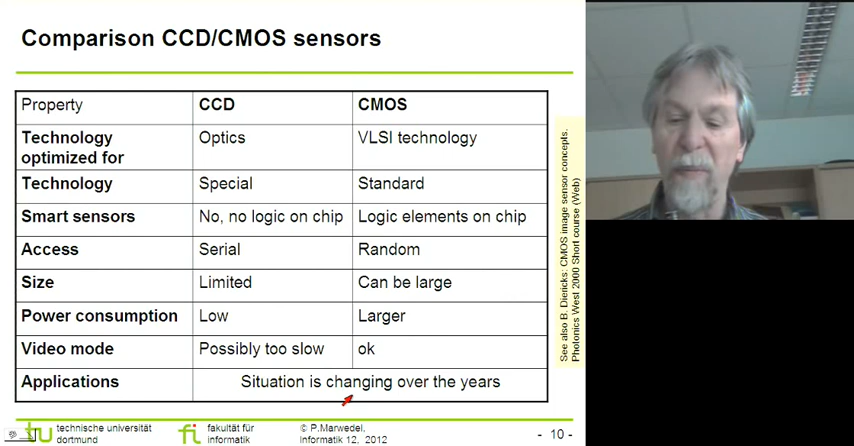 Comparison CCD/CMOS sensors
Property CCD CMOS
Technology optimized for Optics VLSI technology
Technology Special Standard
Smart sensors No, no logic on chip Logic elements on chip
Access Serial Random
Size Limited Can be large
Power consumption Low Larger
Video mode Possibly too slow ok
Applications Situation is changing over the years
See also B. Diericks: CMOS image sensor concepts.
Photonics West 2000 Short course (Web)
tu technische universität
dortmund
fi fakultät für
informatik
© P.Marwedel,
Informatik 12, 2012
- 10 -